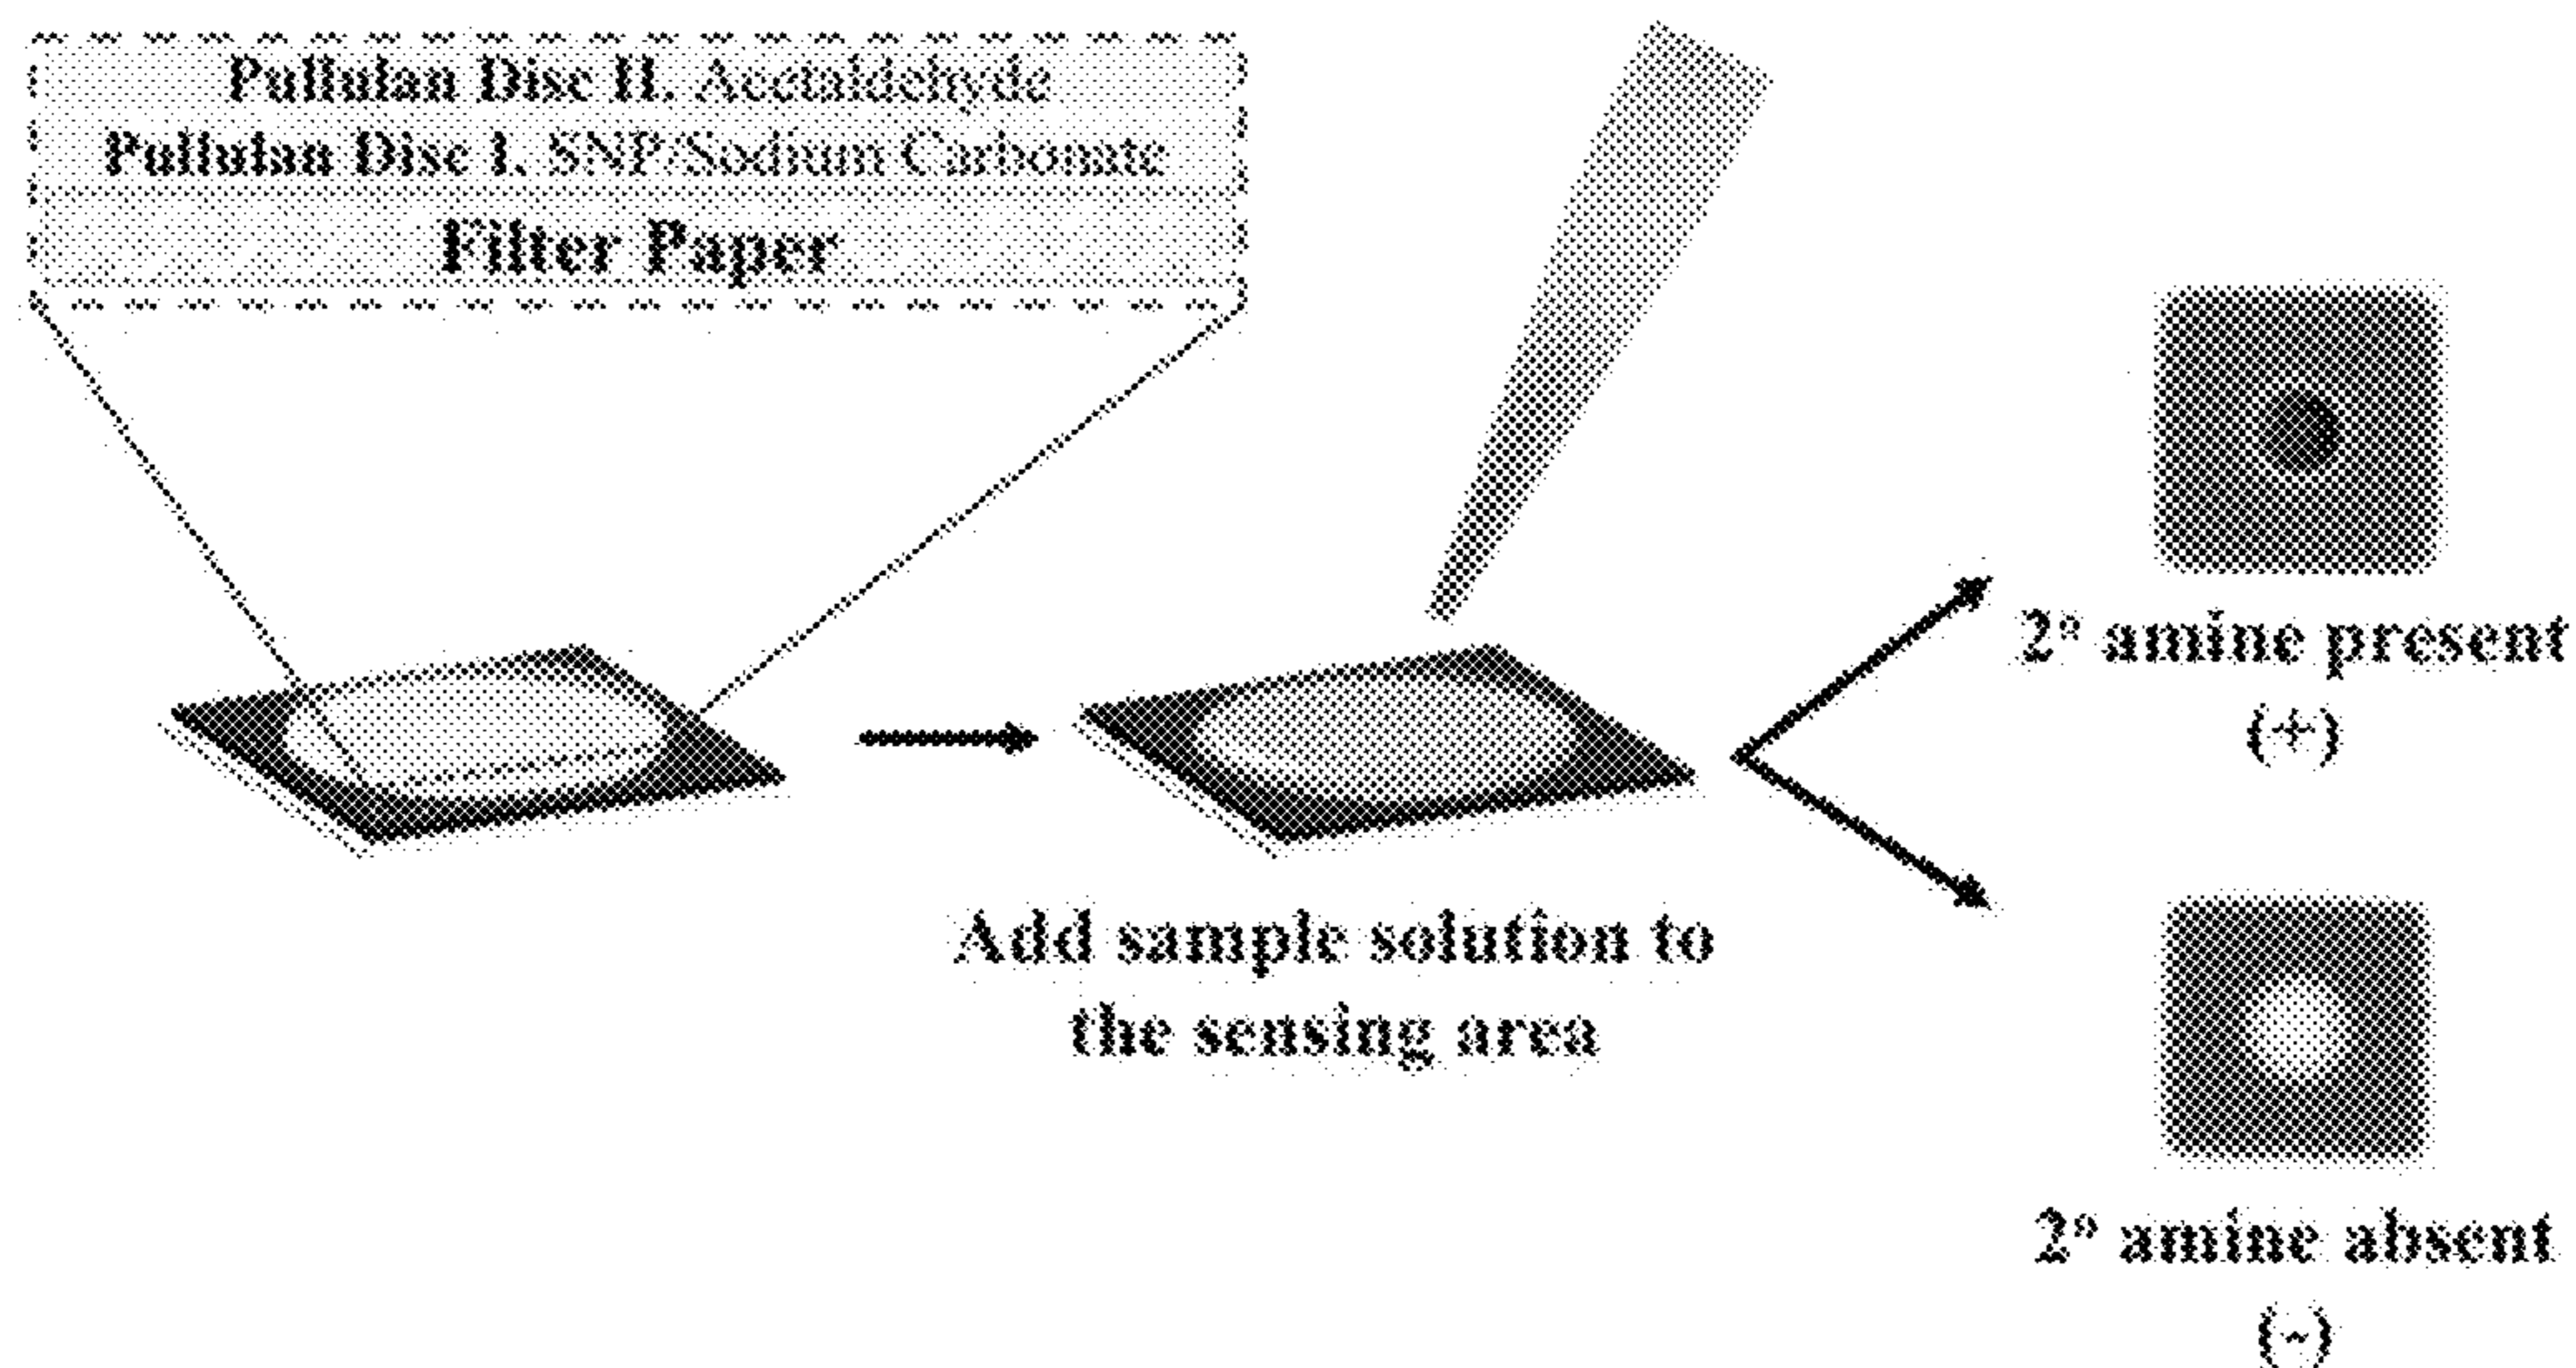 Pullulan Disc II. Acetaldehyde
Pullulan Disc I. SNP/Sodium Carbonate
Filter Paper
Add sample solution to
the sensing area
2° amine present
(+)
2° amine absent
(-)